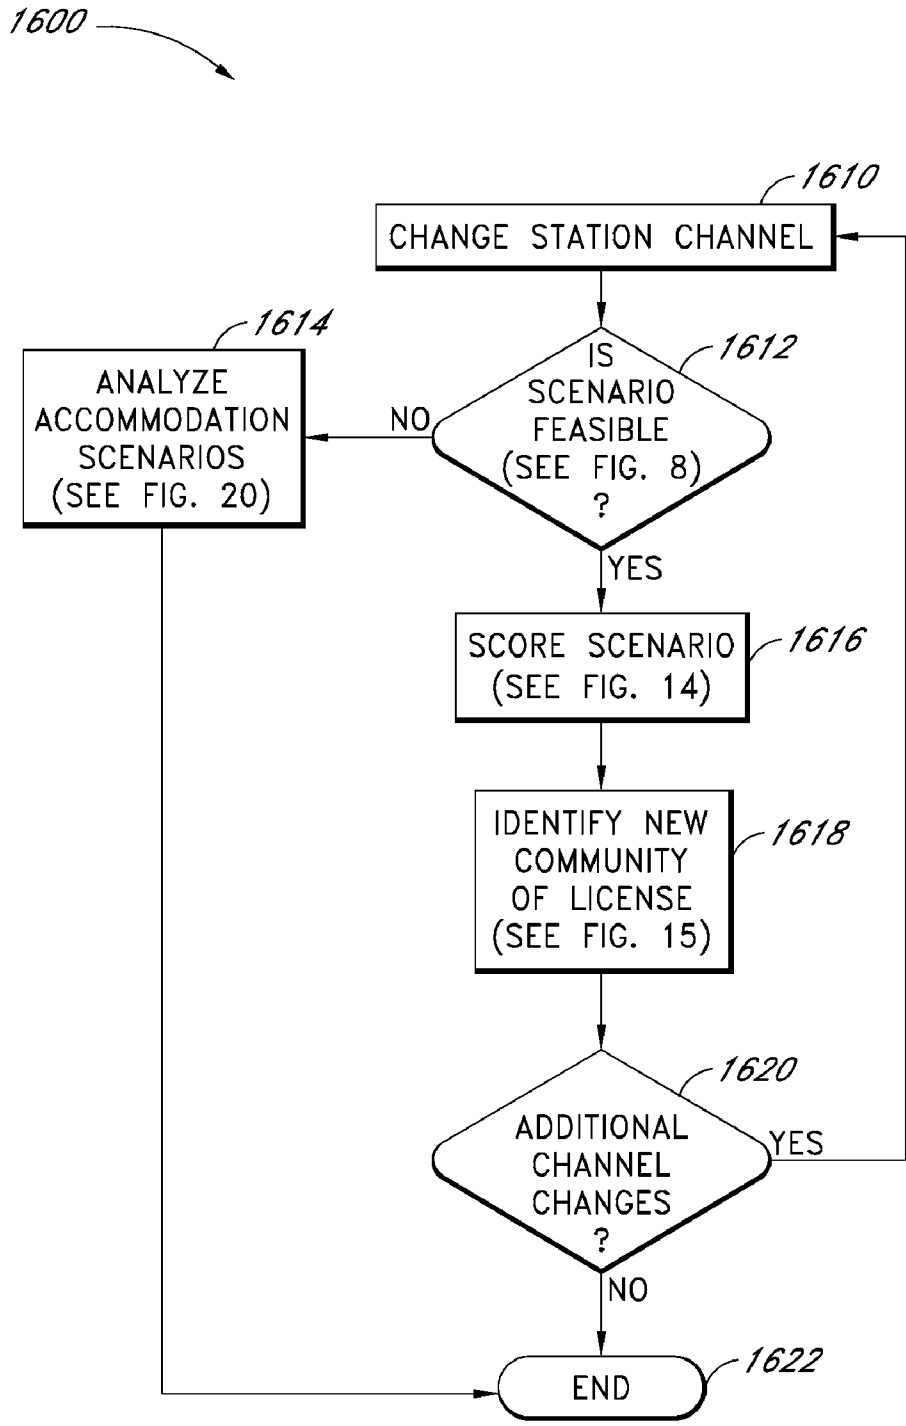 1600
1610
CHANGE STATION CHANNEL
1612
IS
SCENARIO
FEASIBLE
(SEE FIG. 8)
?
NO
YES
1614
ANALYZE
ACCOMMODATION
SCENARIOS
(SEE FIG. 20)
1616
SCORE SCENARIO
(SEE FIG. 14)
1618
IDENTIFY NEW
COMMUNITY
OF LICENSE
(SEE FIG. 15)
1620
ADDITIONAL
CHANNEL
CHANGES
?
YES
NO
1622
END